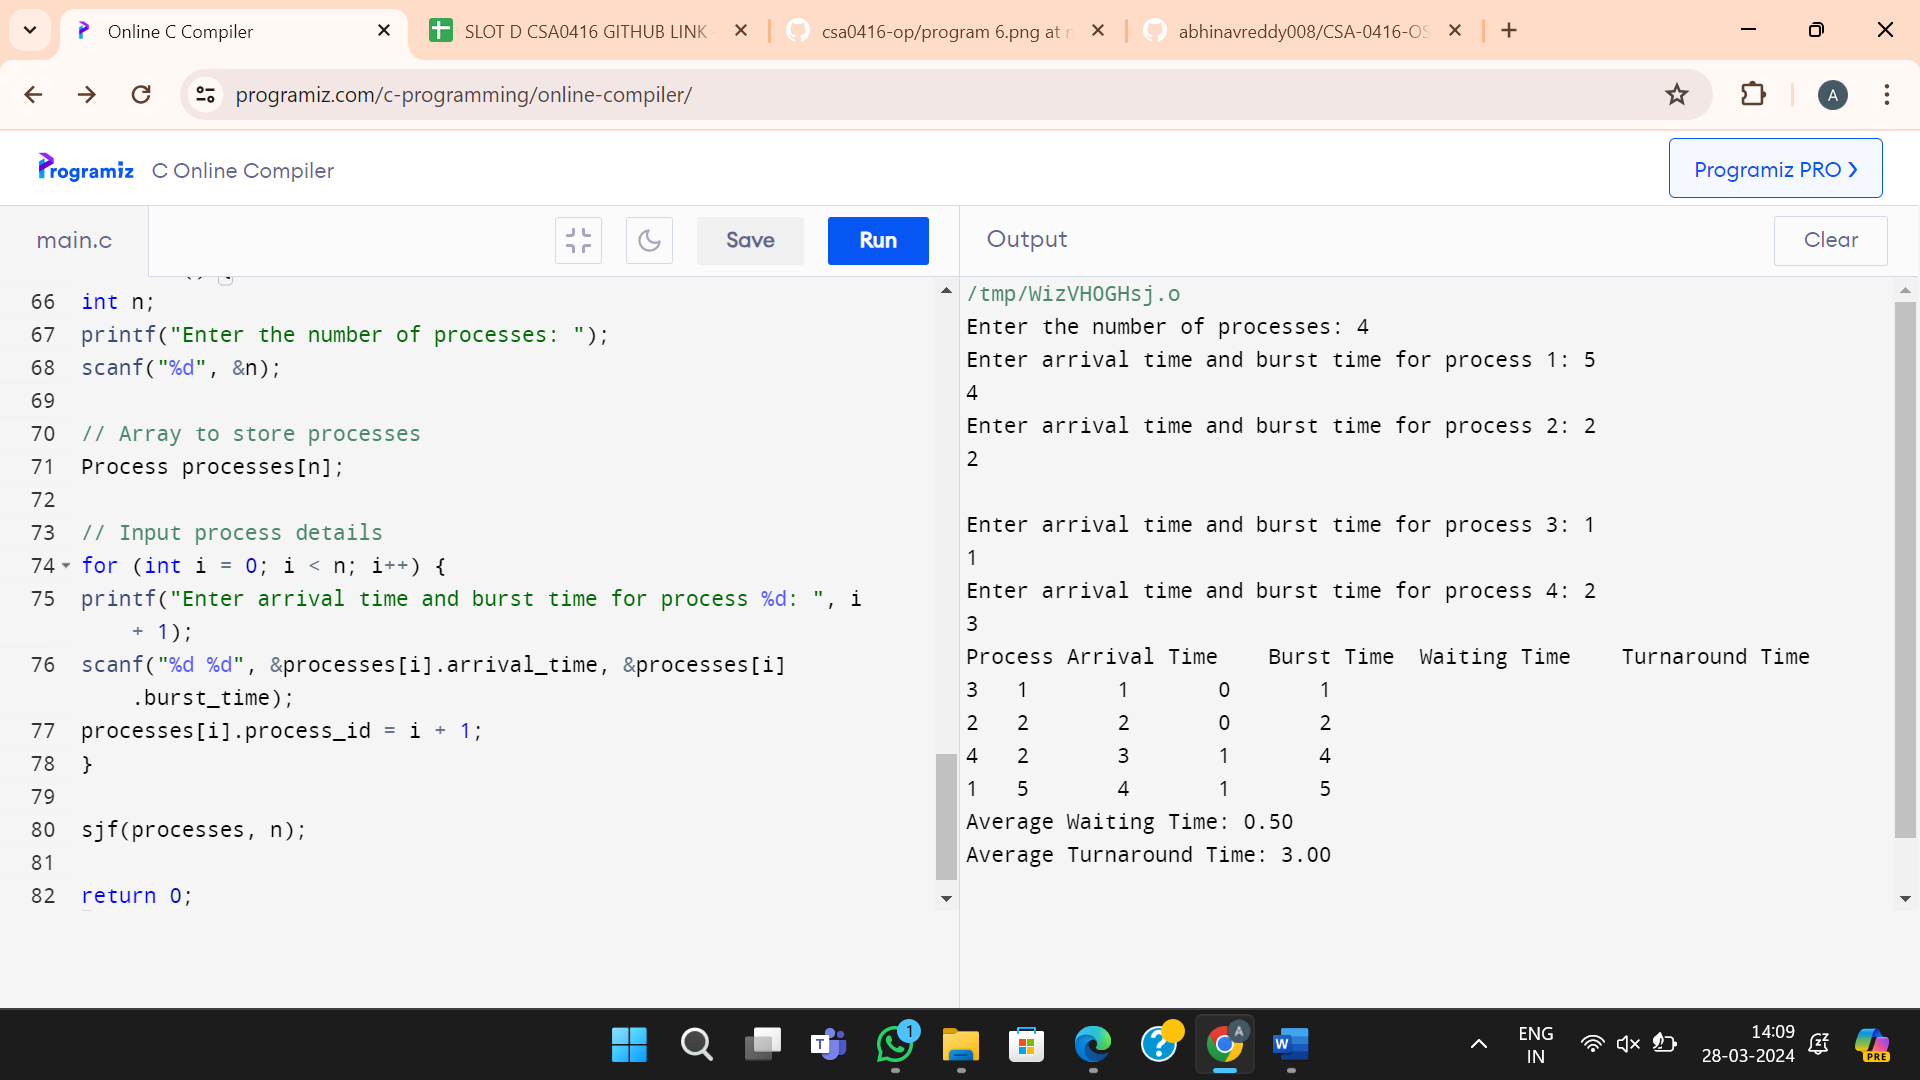 Online C Compiler
SLOT D CSA0416 GITHUB LINK
csa0416-op/program 6.png at
abhinavreddy008/CSA-0416-OS
programiz.com/c-programming/online-compiler/
A
Programiz C Online Compiler
Programiz PRO
main.c
Save
Run
Output
Clear
66 int n;
67 printf("Enter the number of processes: ");
68 scanf("%d", &n);
69
70 // Array to store processes
71 Process processes[n];
72
73 // Input process details
74 for (int i = 0; i < n; i++) {
75 printf("Enter arrival time and burst time for process %d: ", i
+ 1);
76 scanf("%d %d", &processes[i].arrival_time, &processes[i]
.burst_time);
77 processes[i].process_id = i + 1;
78 }
79
80 sjf(processes, n);
81
82 return 0;
/tmp/WizVHOGHsj.o
Enter the number of processes: 4
Enter arrival time and burst time for process 1: 5
4
Enter arrival time and burst time for process 2: 2
2
Enter arrival time and burst time for process 3: 1
1
Enter arrival time and burst time for process 4: 2
3
Process Arrival Time Burst Time Waiting Time Turnaround Time
3 1 1 0 1
2 2 2 0 2
4 2 3 1 4
1 5 4 1 5
Average Waiting Time: 0.50
Average Turnaround Time: 3.00
T
1
?
A
W
ENG
IN
14:09
28-03-2024
PRE